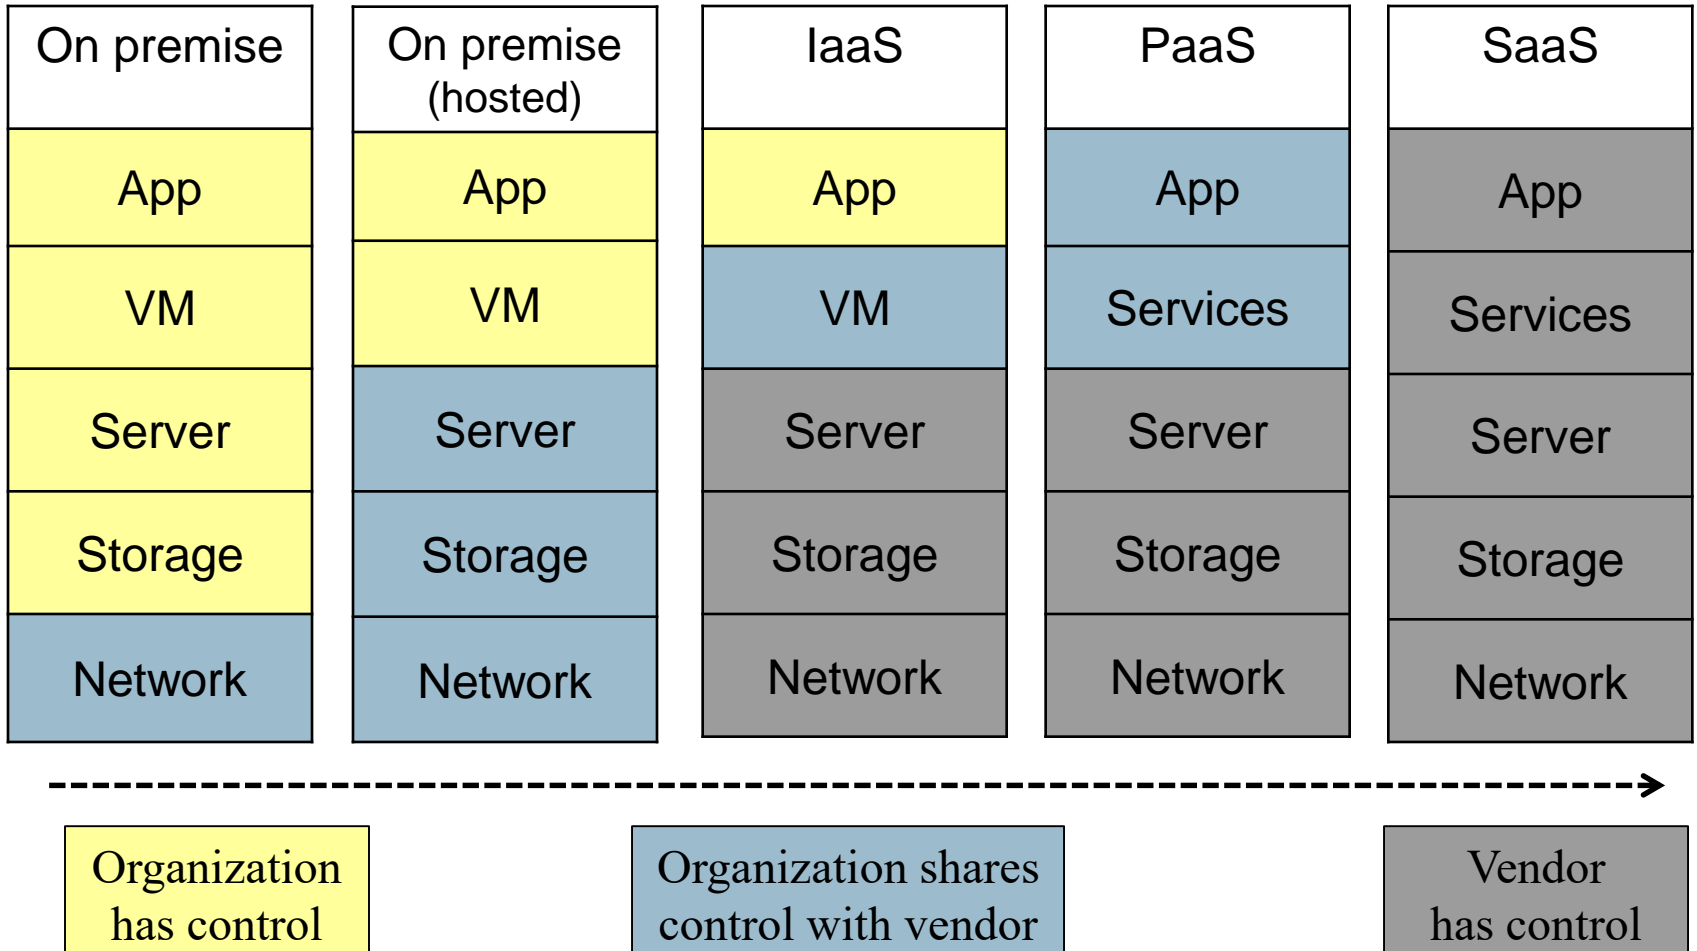 On premise
App
VM
Server
Storage
Network
On premise
(hosted)
App
VM
Server
Storage
Network
IaaS
App
VM
Server
Storage
Network
PaaS
App
Services
Server
Storage
Network
SaaS
App
Services
Server
Storage
Network
Organization
has control
Organization shares
control with vendor
Vendor
has control